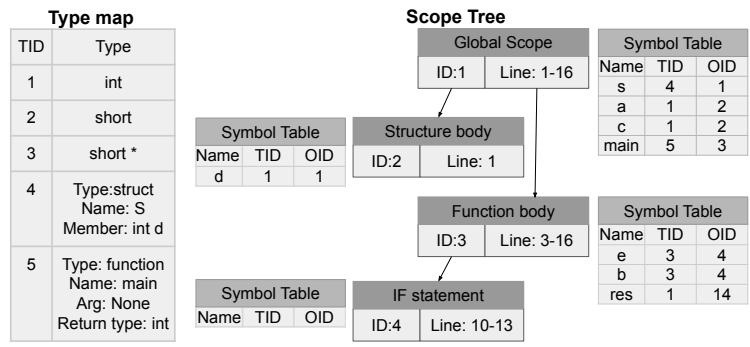 Type map
TID Type
1 int
2 short
3 short *
4 Type:struct
Name: S
Member: int d
5 Type: function
Name: main
Arg: None
Return type: int
Scope Tree
Global Scope
ID:1 Line: 1-16
Symbol Table
Name TID OID
s 4 1
a 1 2
c 1 2
main 5 3
Symbol Table
Name TID OID
d 1 1
Structure body
ID:2 Line: 1
Function body
ID:3 Line: 3-16
Symbol Table
Name TID OID
e 3 4
b 3 4
res 1 14
Symbol Table
Name TID OID
IF statement
ID:4 Line: 10-13